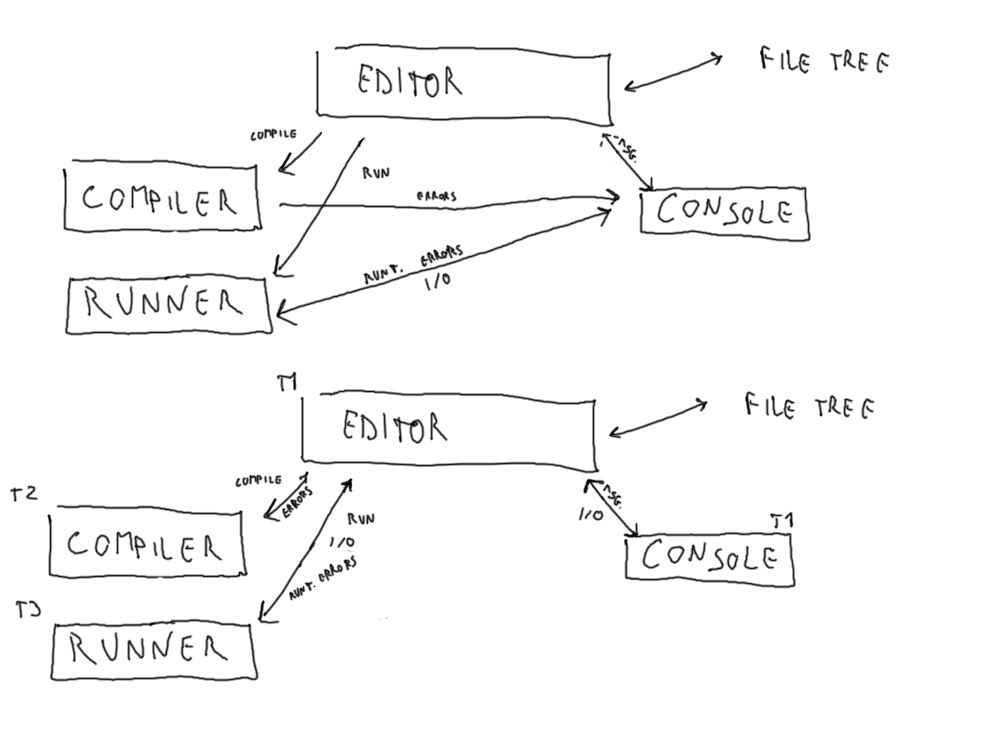 EDITOR
FILE TREE
COMPILE
MSG.
RUN
COMPILER
ERRORS
CONSOLE
RUNT. ERRORS
I/O
RUNNER
T1
EDITOR
FILE TREE
COMPILE
ERRORS
MSG.
I/O
T2
RUN
I/O
T1
COMPILER
CONSOLE
RUNT. ERRORS
T3
RUNNER